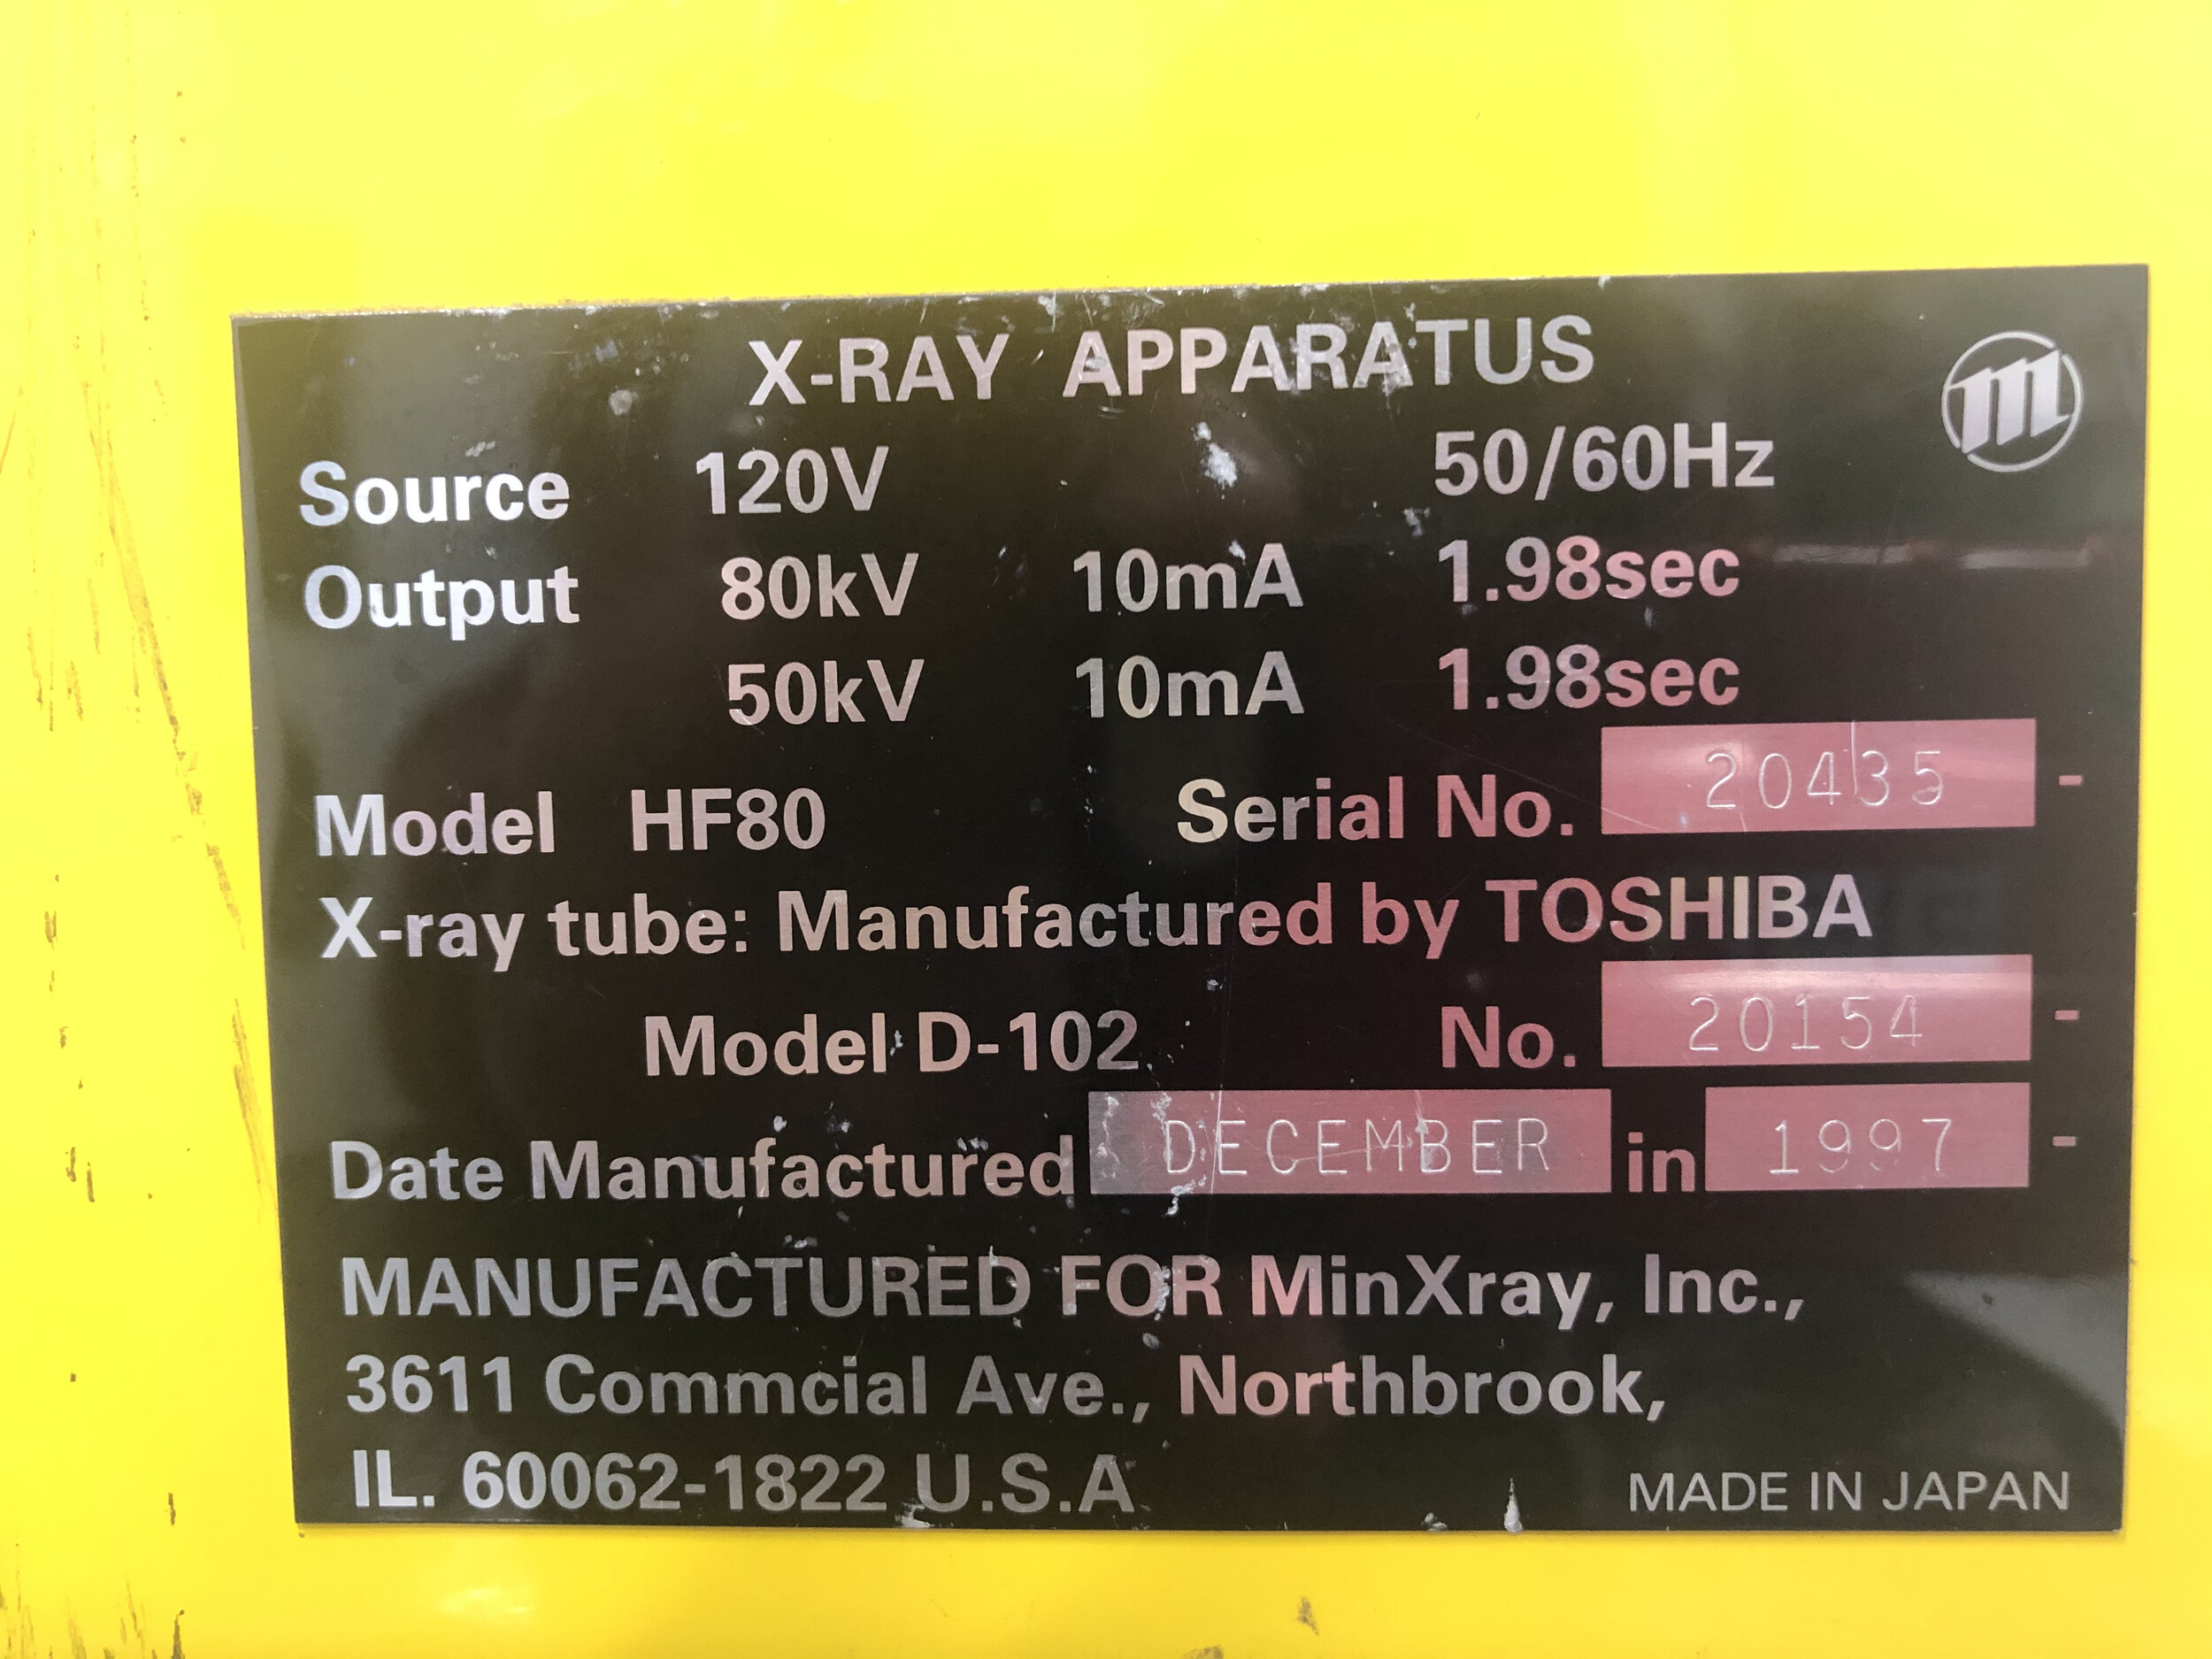 X-RAY APPARATUS
m
Source 120V 50/60Hz
Output 80kV 10mA 1.98sec
50kV 10mA 1.98sec
Model HF80 Serial No. 20435 -
X-ray tube: Manufactured by TOSHIBA
Model D-102 No. 20154 -
Date Manufactured DECEMBER in 1997 -
MANUFACTURED FOR MinXray, Inc.,
3611 Commcial Ave., Northbrook,
IL. 60062-1822 U.S.A
MADE IN JAPAN